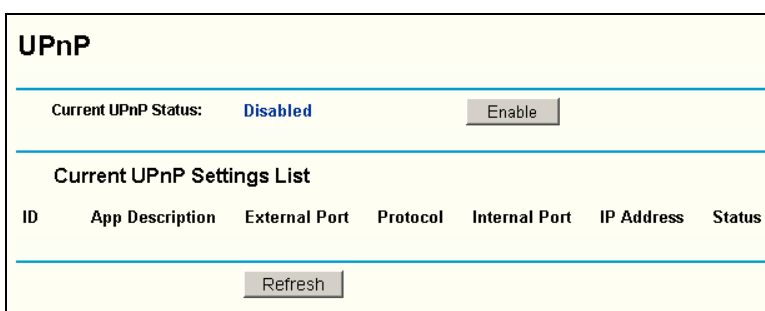 UPnP
Current UPnP Status: Disabled Enable
Current UPnP Settings List
ID App Description External Port Protocol Internal Port IP Address Status
Refresh